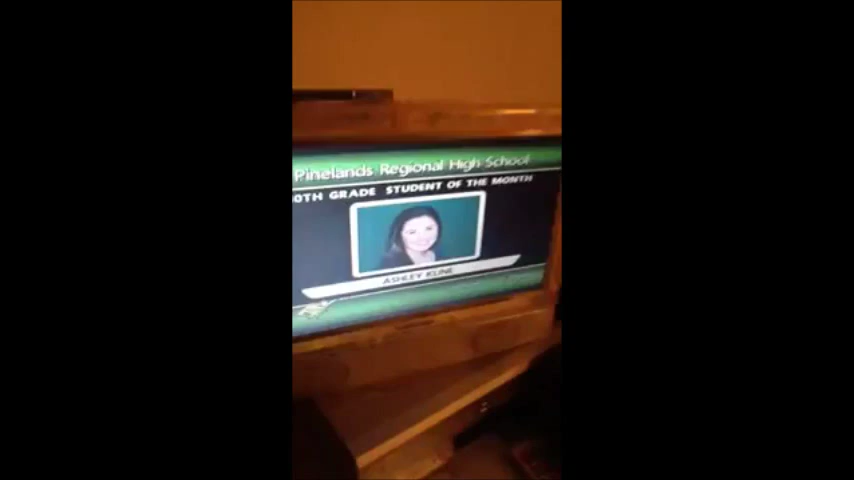 Pinelands Regional High School
0TH GRADE STUDENT OF THE MONTH
ASHLEY KLINE